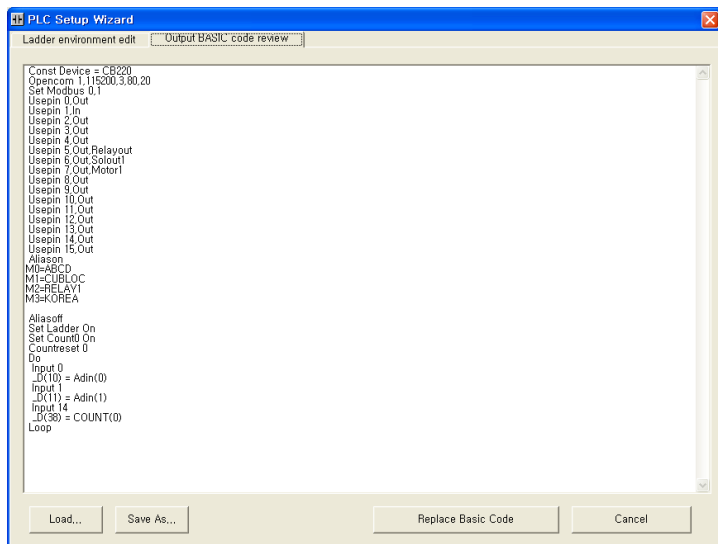 PLC Setup Wizard
Ladder environment edit
Output BASIC code review
Const Device = CB220
Opencom 1,115200,3,80,20
Set Modbus 0,1
Usepin 0,Out
Usepin 1,In
Usepin 2,Out
Usepin 3,Out
Usepin 4,Out
Usepin 5,Out,Relayout
Usepin 6,Out,Solout1
Usepin 7,Out,Motor1
Usepin 8,Out
Usepin 9,Out
Usepin 10,Out
Usepin 11,Out
Usepin 12,Out
Usepin 13,Out
Usepin 14,Out
Usepin 15,Out
Aliason
M0=ABCD
M1=CUBLOC
M2=RELAY1
M3=KOREA
Aliasoff
Set Ladder On
Set Count0 On
Countreset 0
Do
Input 0
_D(10) = Adin(0)
Input 1
_D(11) = Adin(1)
Input 14
_D(38) = COUNT(0)
Loop
Load...
Save As...
Replace Basic Code
Cancel